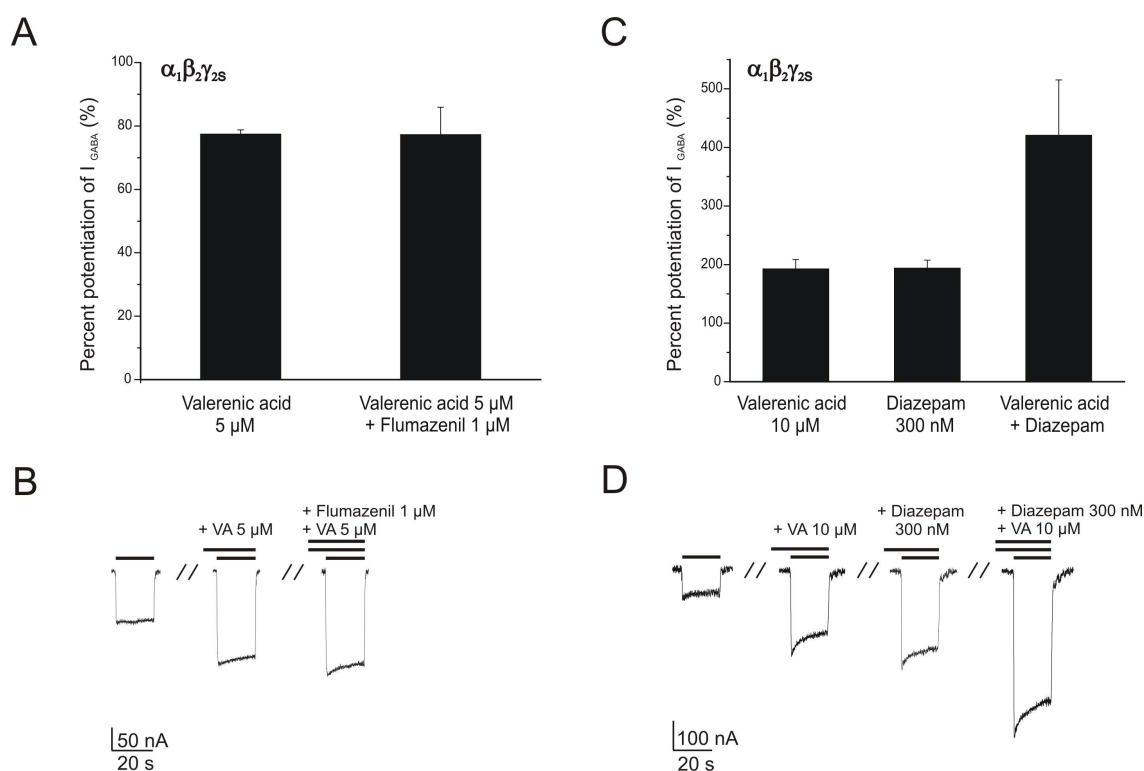 A
α₁β₂γ₂s
Percent potentiation of I GABA (%)
100
80
60
40
20
0
Valerenic acid
5 µM
Valerenic acid 5 µM
+ Flumazenil 1 µM
C
α₁β₂γ₂s
Percent potentiation of I GABA (%)
500
400
300
200
100
0
Valerenic acid
10 µM
Diazepam
300 nM
Valerenic acid
+ Diazepam
B
+ VA 5 µM
+ Flumazenil 1 µM
+ VA 5 µM
50 nA
20 s
D
+ VA 10 µM
+ Diazepam
300 nM
+ Diazepam 300 nM
+ VA 10 µM
100 nA
20 s